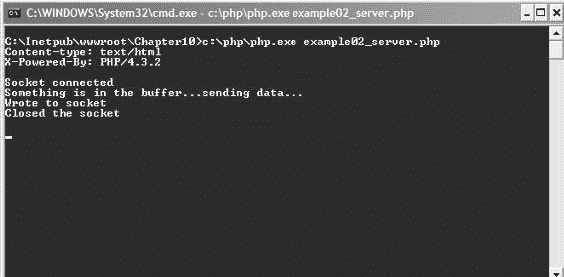 C:\WINDOWS\System32\cmd.exe - c:\php\php.exe example02_server.php
C:\Inetpub\wwwroot\Chapter10>c:\php\php.exe example02_server.php
Content-type: text/html
X-Powered-By: PHP/4.3.2
Socket connected
Something is in the buffer...sending data...
Wrote to socket
Closed the socket